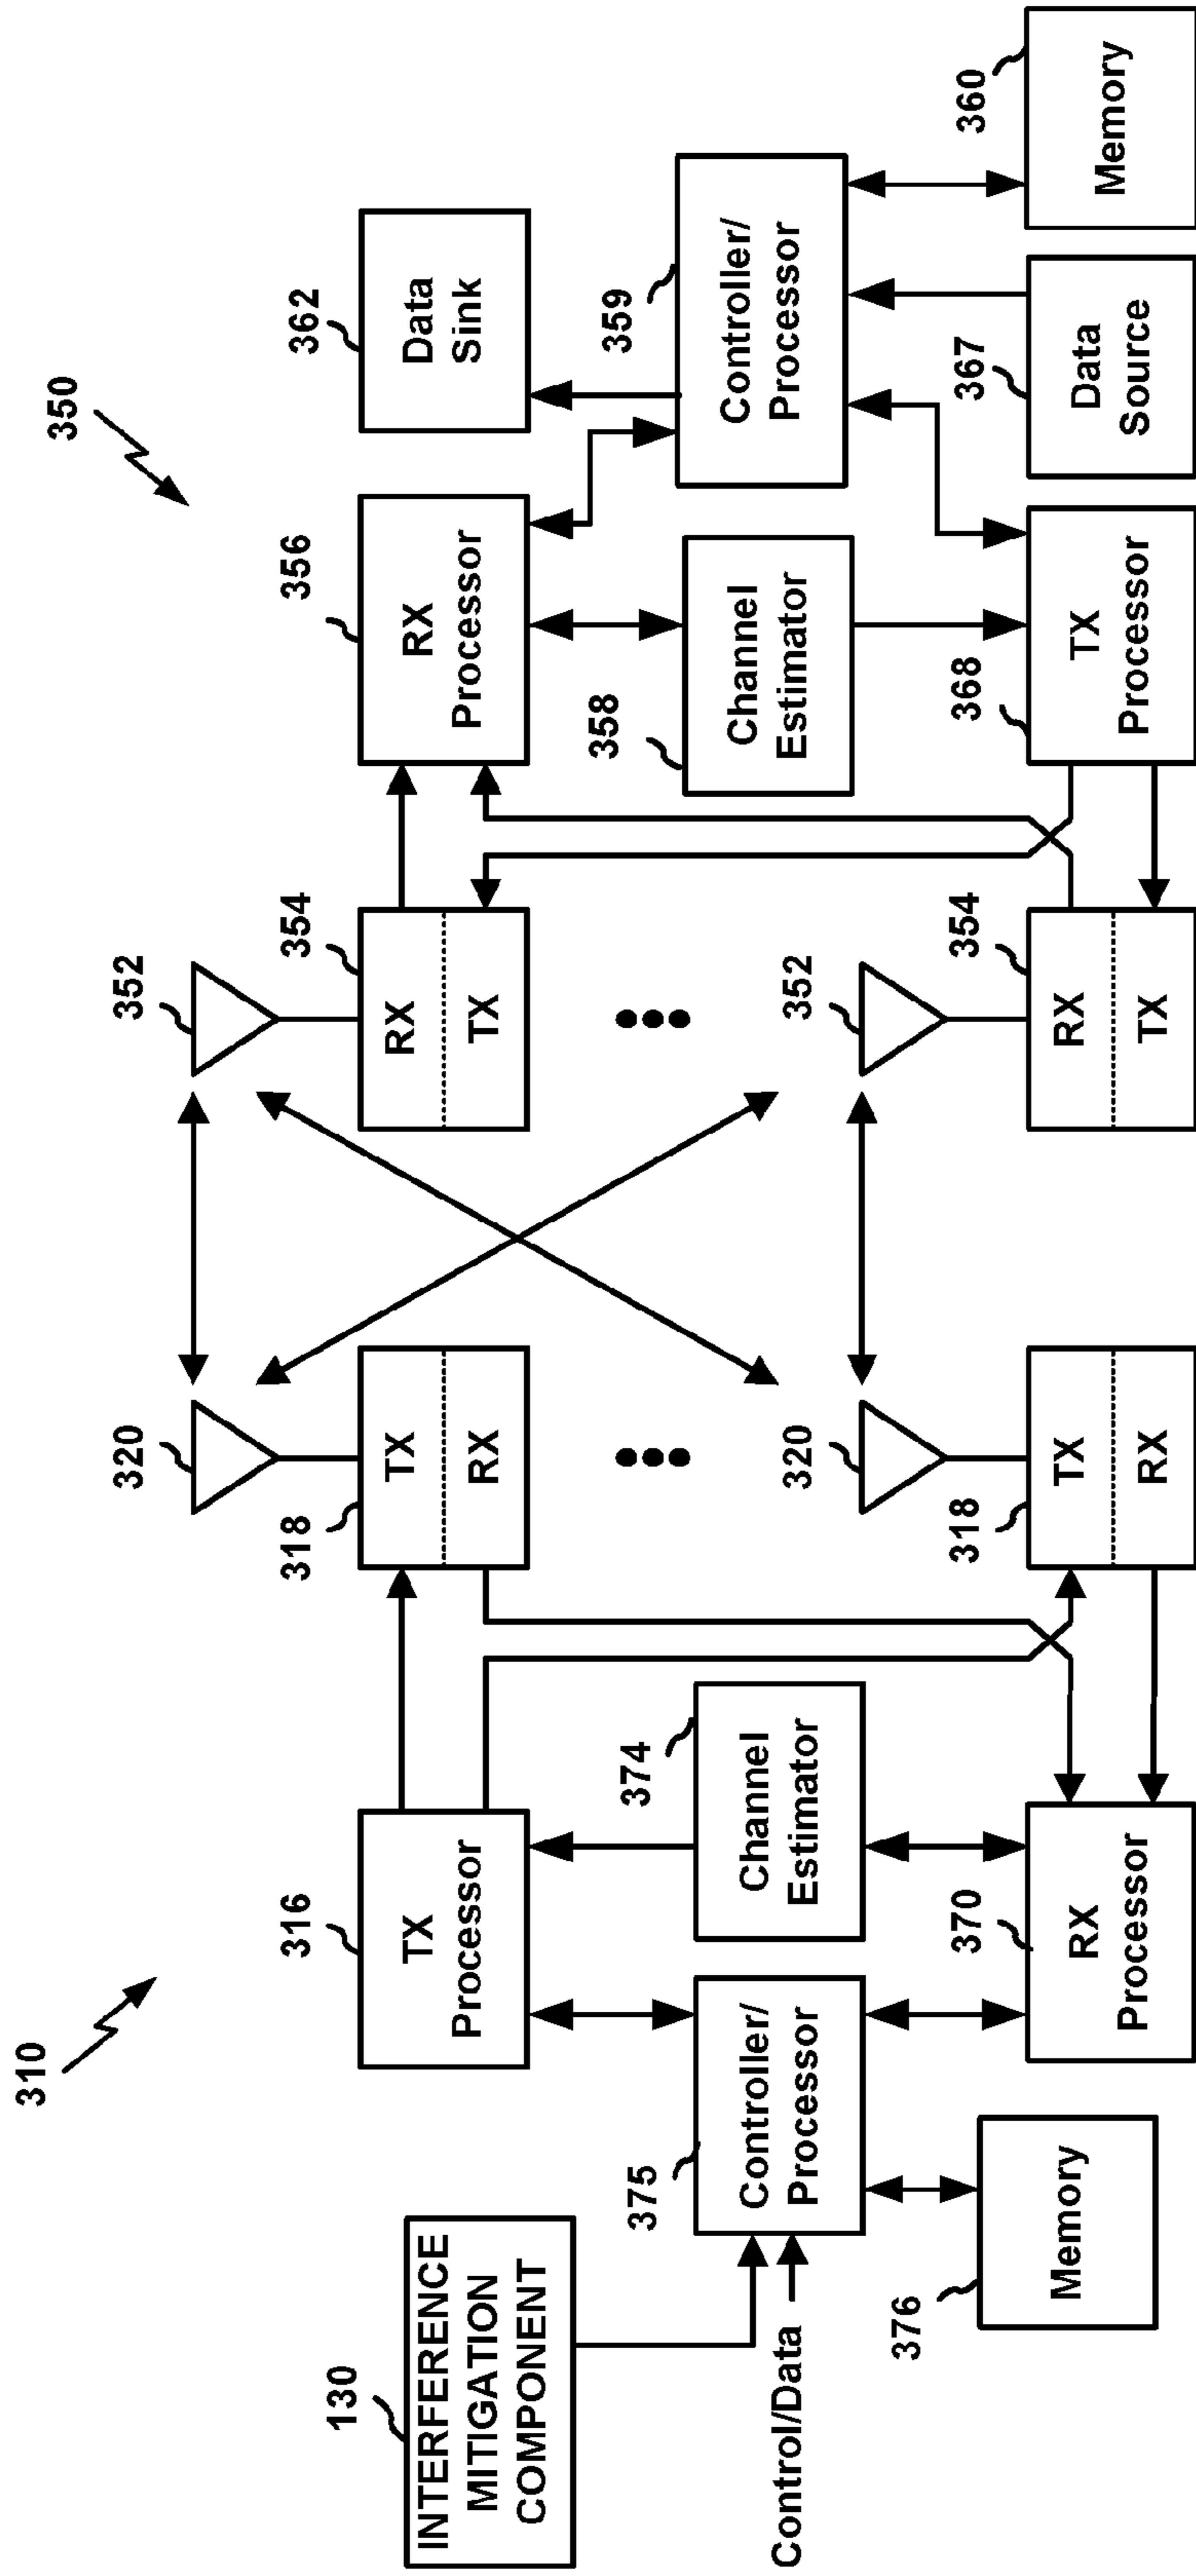 310
350
130
INTERFERENCE
MITIGATION
COMPONENT
Control/Data
375
Controller/
Processor
376
Memory
316
TX
Processor
374
Channel
Estimator
370
RX
Processor
320
318
TX
RX
320
318
TX
RX
352
354
RX
TX
352
354
RX
TX
356
RX
Processor
358
Channel
Estimator
368
TX
Processor
362
Data
Sink
359
Controller/
Processor
367
Data
Source
360
Memory